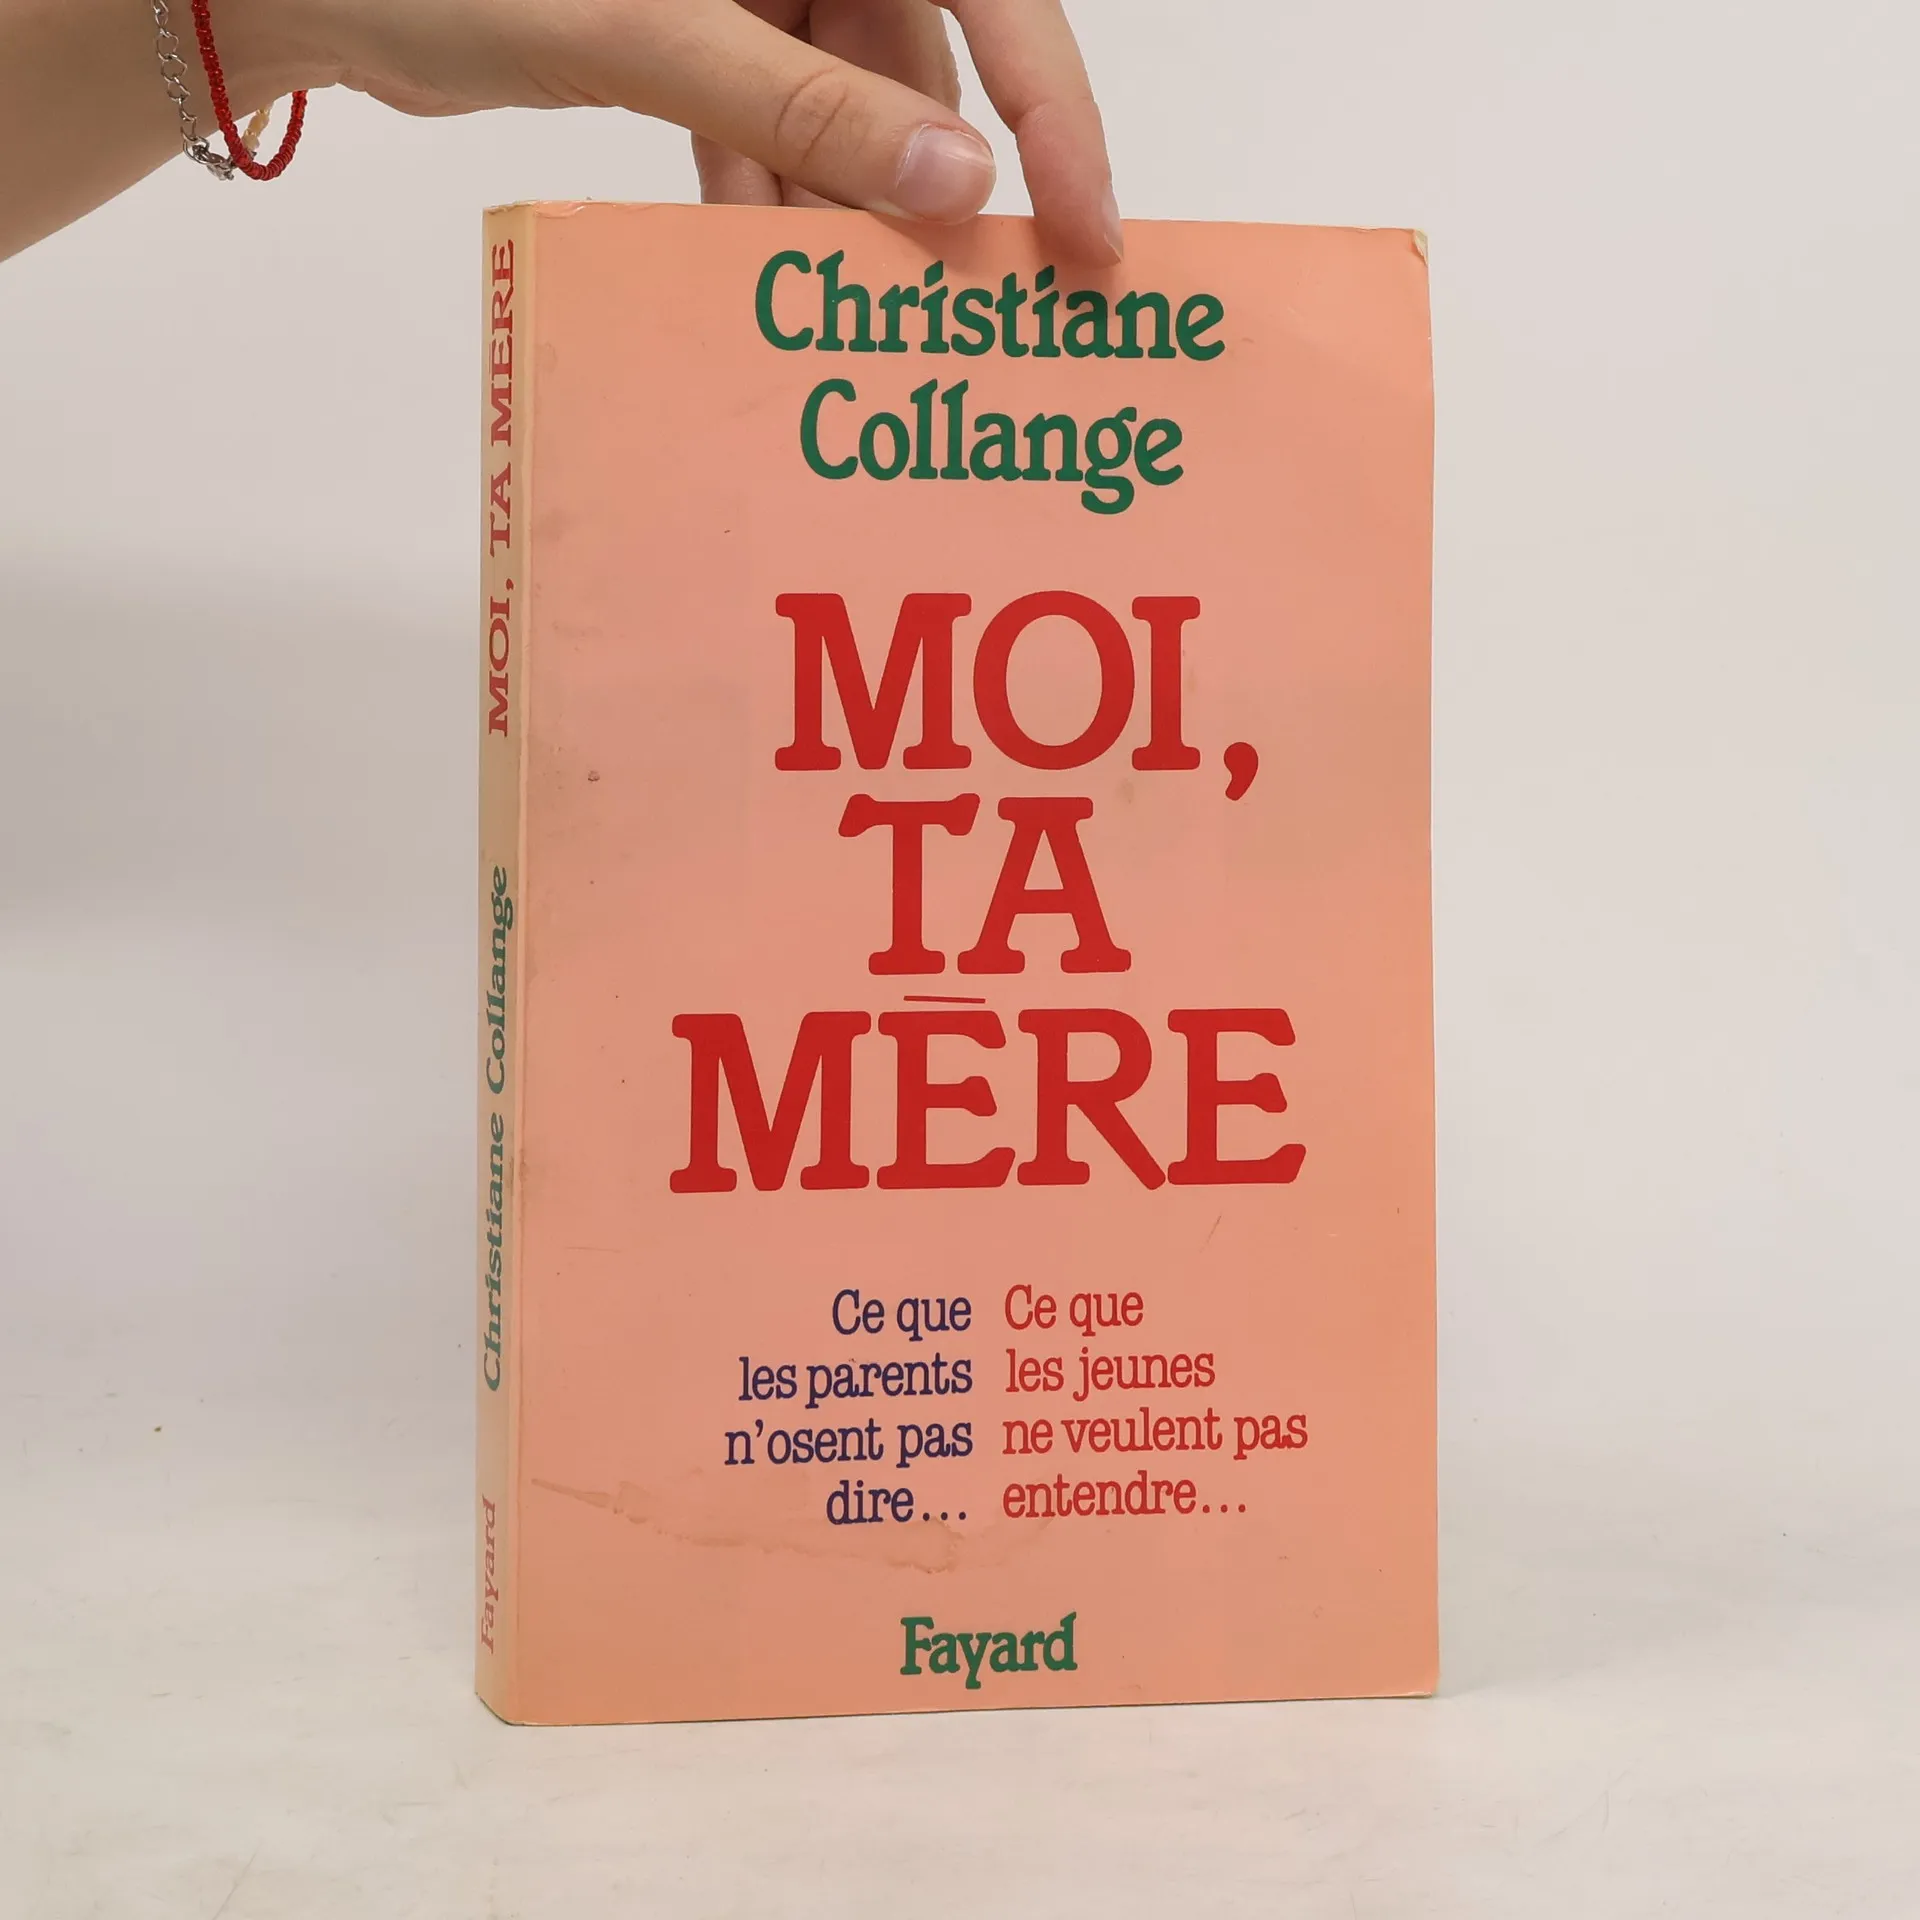 Christiane
Collange
MOI,
TA
MÈRE
Ce que
les parents
n'osent pas
dire...
Ce que
les jeunes
ne veulent pas
entendre...
Fayard
MOI, TA MÈRE
Christiane Collange
Fayard